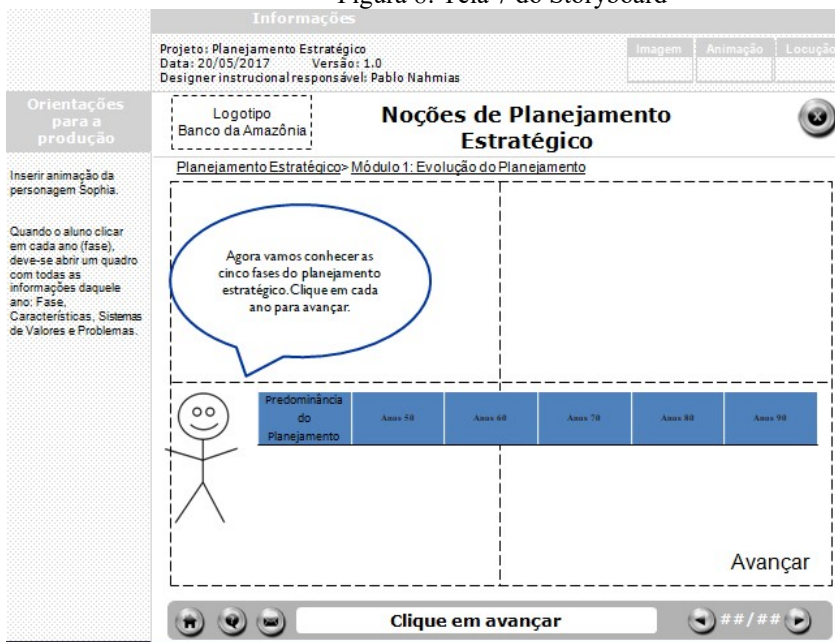 Figura 8: Tela 7 do Storyboard
Informações
Projeto: Planejamento Estratégico
Data: 20/05/2017 Versão: 1.0
Designer instrucional responsável: Pablo Nahmias
Imagem Animação Locução
Orientações
para a
produção
Inserir animação da
personagem Sophia.
Quando o aluno clicar
em cada ano (fase),
deve-se abrir um quadro
com todas as
informações daquele
ano: Fase,
Características, Sistemas
de Valores e Problemas.
Logotipo
Banco da Amazônia
Noções de Planejamento
Estratégico
X
Planejamento Estratégico> Módulo 1: Evolução do Planejamento
Agora vamos conhecer as
cinco fases do planejamento
estratégico.Clique em cada
ano para avançar.
Predominância
do
Planejamento
Anos 50 Anos 60 Anos 70 Anos 80 Anos 90
Avançar
Clique em avançar
##/##